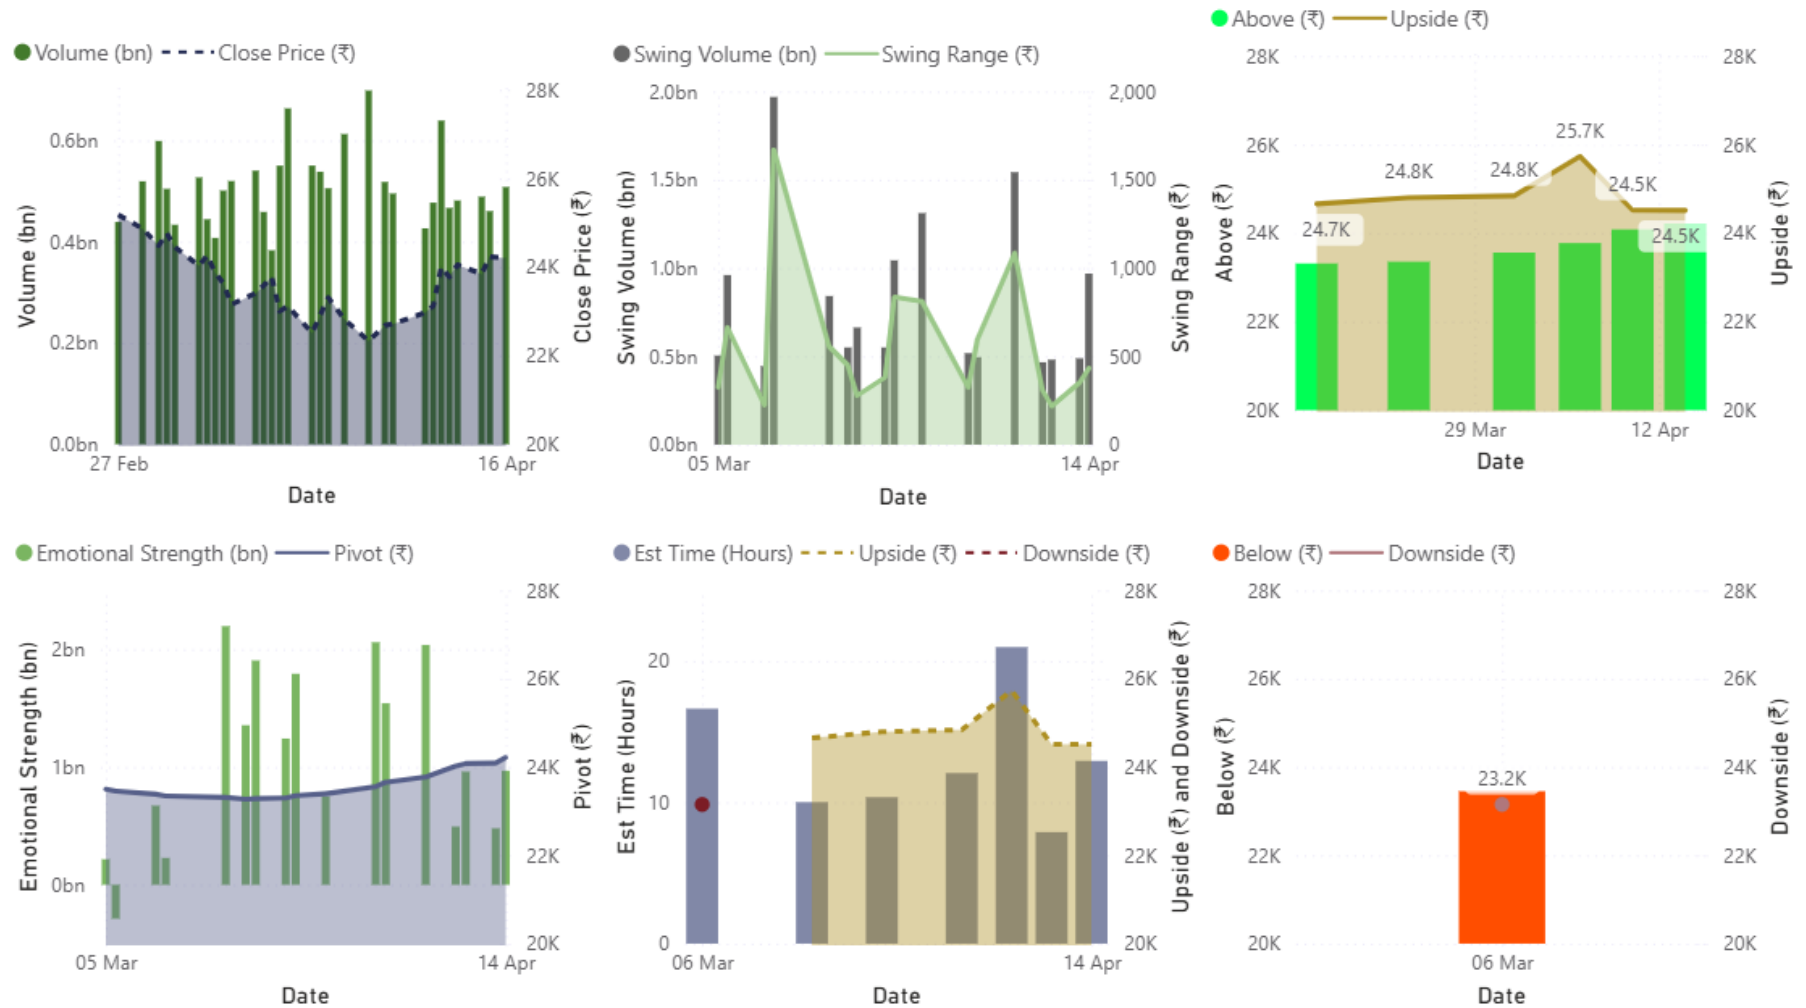 Volume (bn) Close Price (₹)
28K
0.6bn
26K
0.4bn
24K
0.2bn
22K
0.0bn
20K
27 Feb 16 Apr
Volume (bn)
Close Price (₹)
Date
Swing Volume (bn) Swing Range (₹)
2.0bn 2,000
1.5bn 1,500
1.0bn 1,000
0.5bn 500
0.0bn 0
05 Mar 14 Apr
Swing Volume (bn)
Swing Range (₹)
Date
Above (₹) Upside (₹)
28K 28K
26K 26K
24K 24K
22K 22K
20K 20K
24.7K
24.8K
24.8K
25.7K
24.5K
24.5K
29 Mar 12 Apr
Above (₹)
Upside (₹)
Date
Emotional Strength (bn) Pivot (₹)
28K
2bn
26K
1bn 24K
22K
0bn
20K
05 Mar 14 Apr
Emotional Strength (bn)
Pivot (₹)
Date
Est Time (Hours) Upside (₹) Downside (₹)
28K
20
26K
24K
10
22K
0 20K
06 Mar 14 Apr
Est Time (Hours)
Upside (₹) and Downside (₹)
Date
Below (₹) Downside (₹)
28K 28K
26K 26K
24K 24K
23.2K
22K 22K
20K 20K
06 Mar
Below (₹)
Downside (₹)
Date